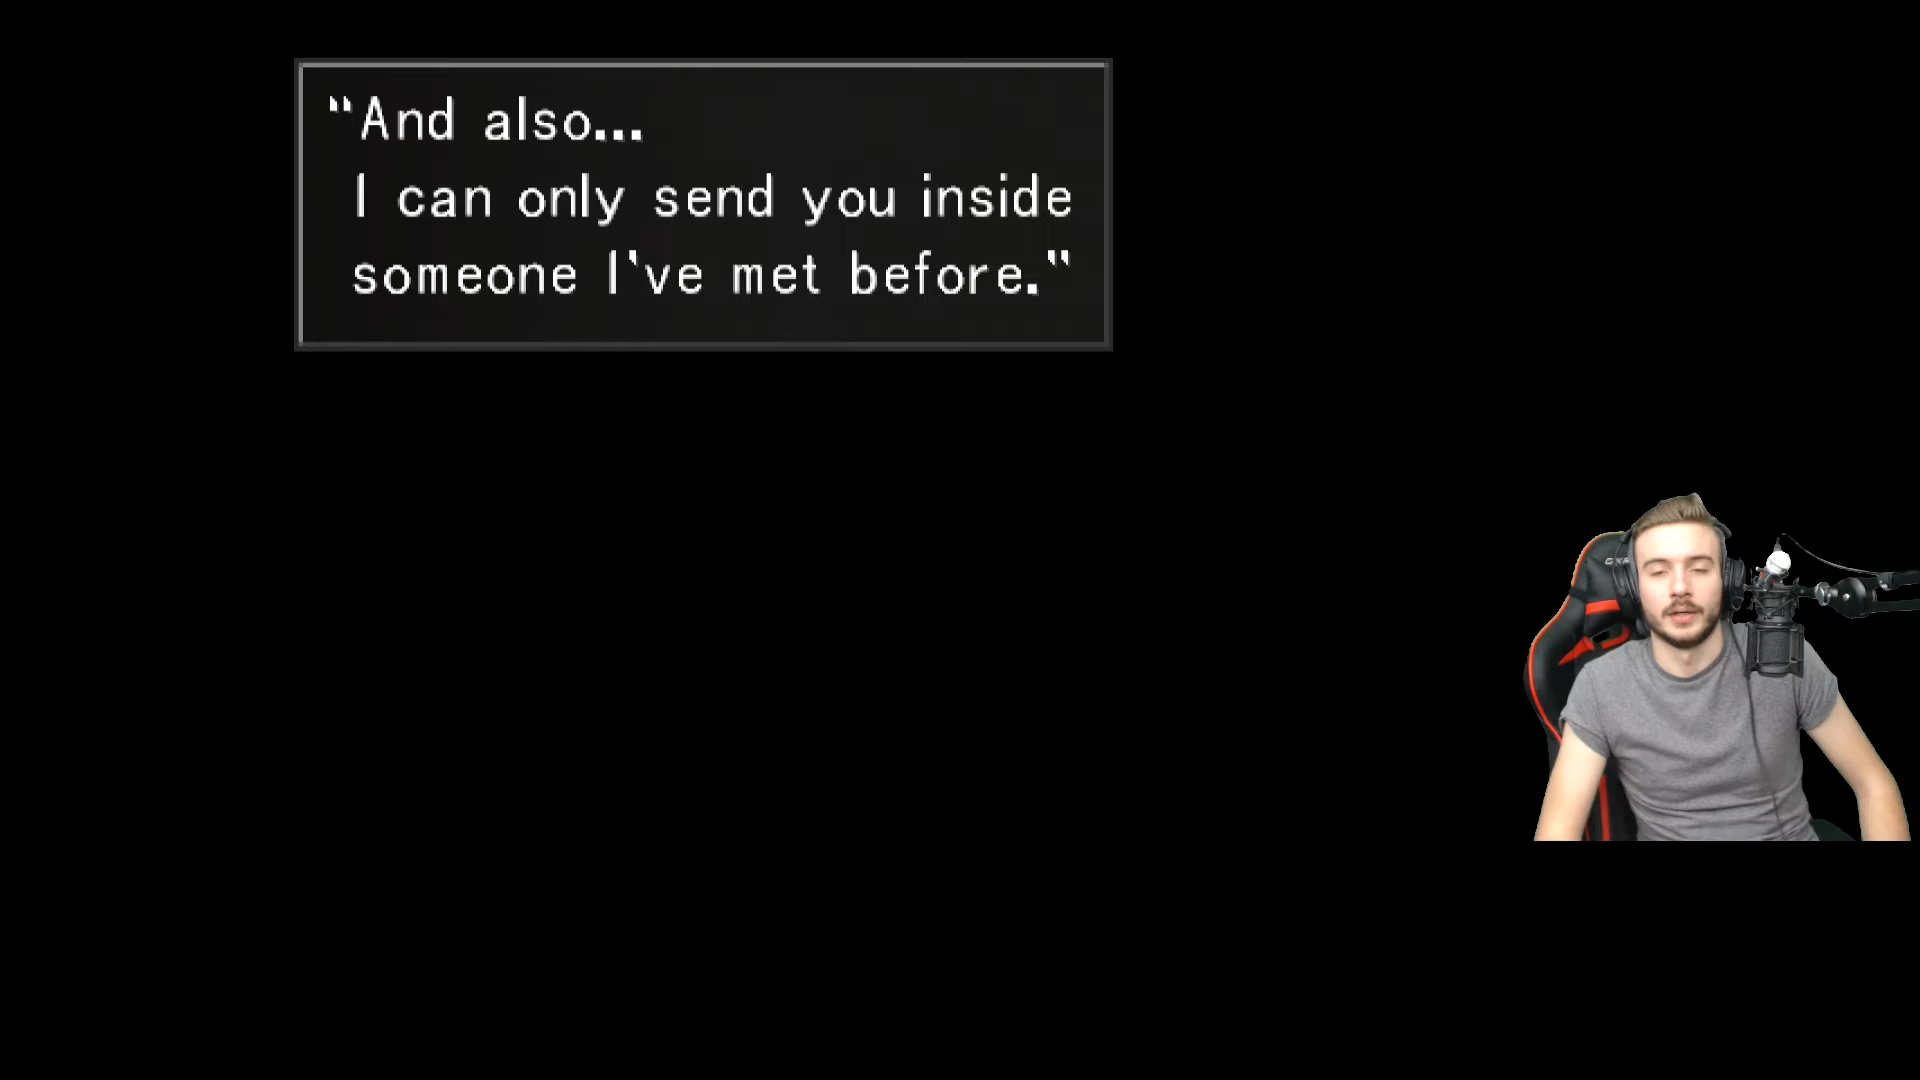 “And also...
I can only send you inside
someone I've met before.”